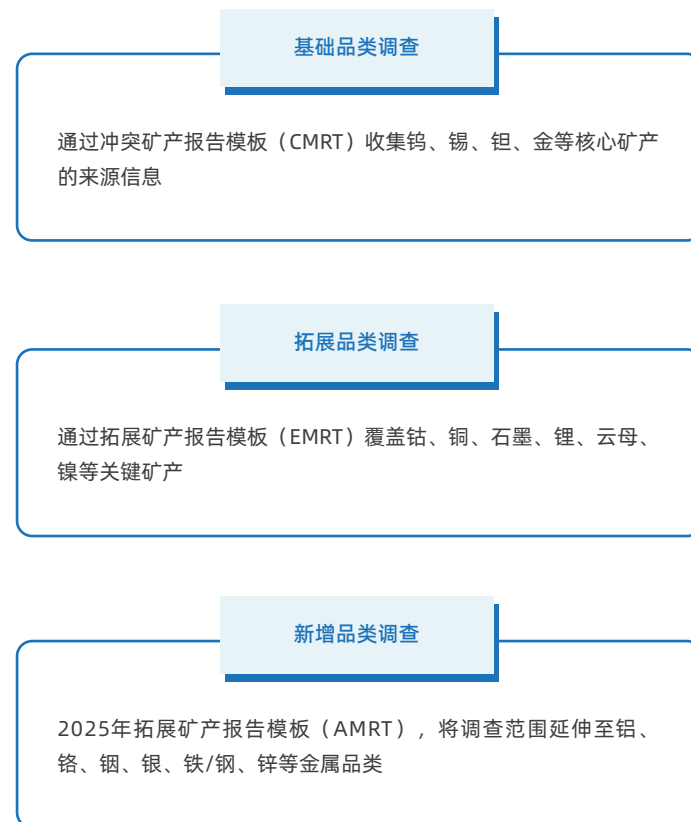 基础品类调查
通过冲突矿产报告模板（CMRT）收集钨、锡、钽、金等核心矿产
的来源信息
拓展品类调查
通过拓展矿产报告模板（EMRT）覆盖钴、铜、石墨、锂、云母、
镍等关键矿产
新增品类调查
2025年拓展矿产报告模板（AMRT），将调查范围延伸至铝、
铬、铟、银、铁/钢、锌等金属品类